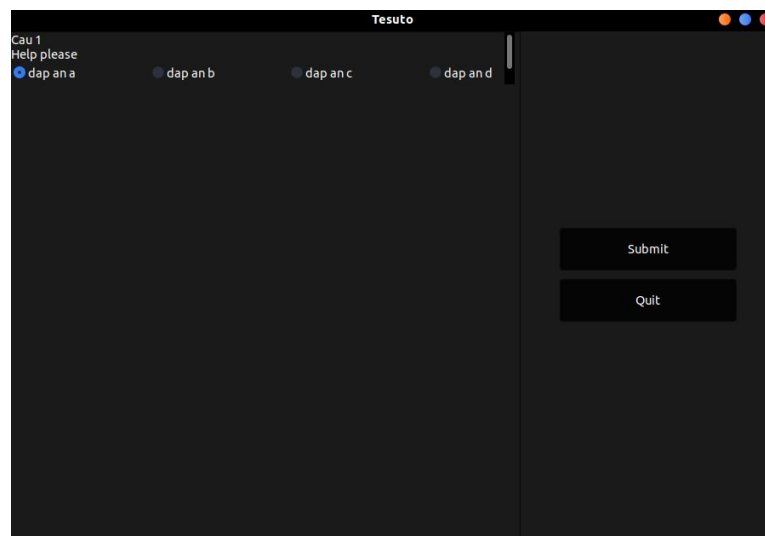 Tesuto
Cau 1
Help please
dap an a dap an b dap an c dap an d
Submit
Quit